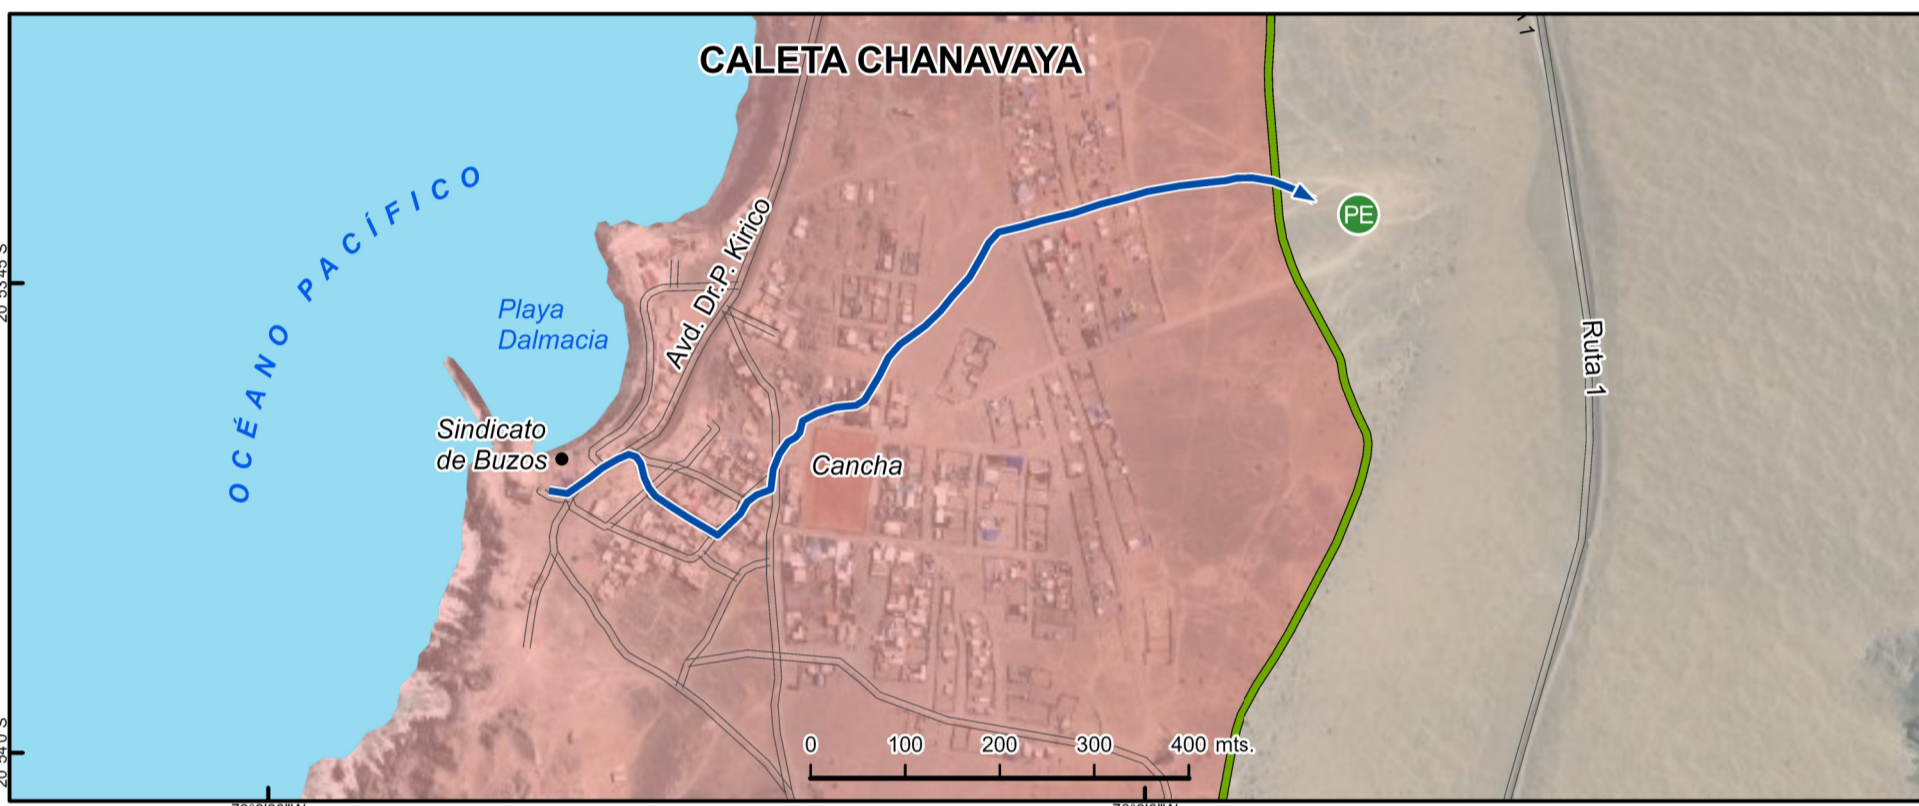 CALETA CHANAVAYA
OCÉANO PACÍFICO
PE
Avd. Dr.P. Kirico
Playa
Dalmacia
Ruta 1
Sindicato
de Buzos
Cancha
0 100 200 300 400 mts.